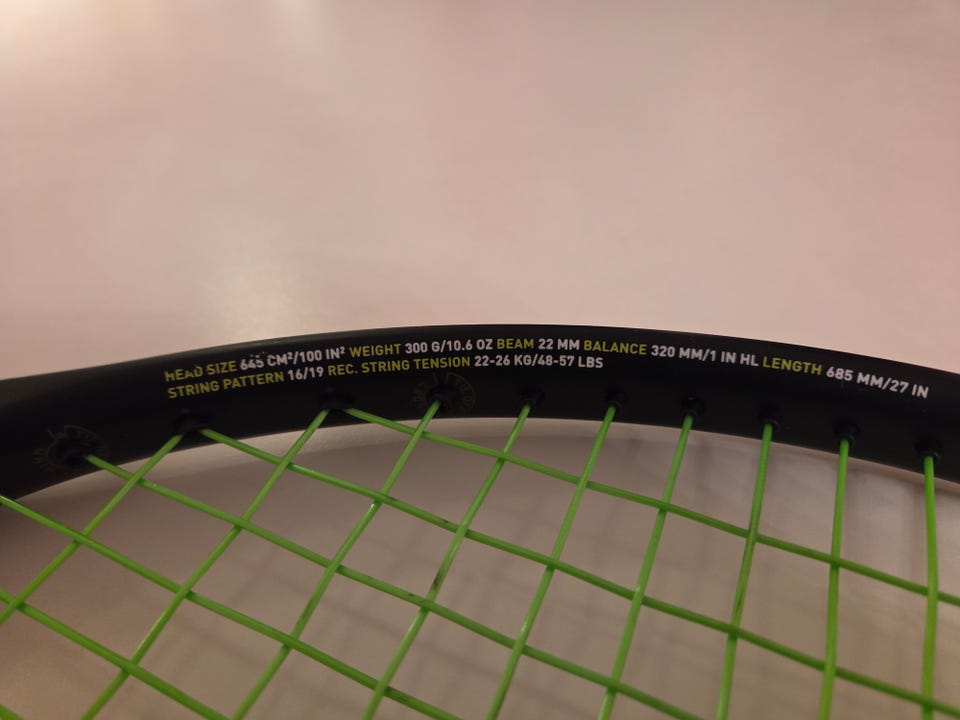 HEAD SIZE 645 CM²/100 IN² WEIGHT 300 G/10.6 OZ BEAM 22 MM BALANCE 320 MM/1 IN HL LENGTH 685 MM/27 IN
STRING PATTERN 16/19 REC. STRING TENSION 22-26 KG/48-57 LBS